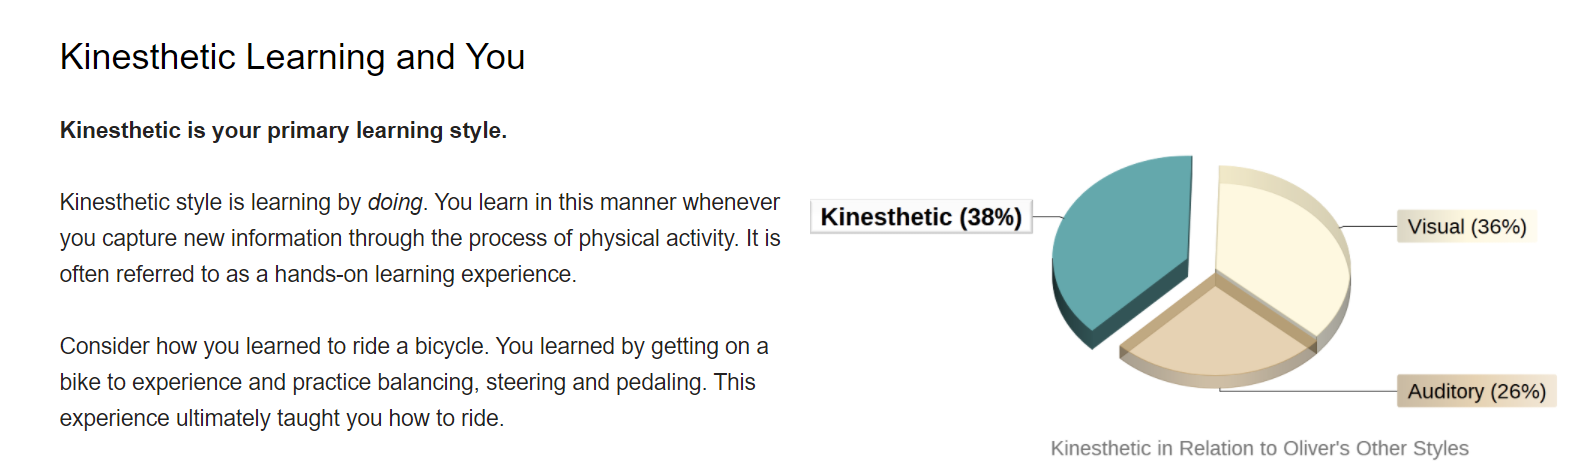 Kinesthetic Learning and You
Kinesthetic is your primary learning style.
Kinesthetic style is learning by doing. You learn in this manner whenever
you capture new information through the process of physical activity. It is
often referred to as a hands-on learning experience.
Consider how you learned to ride a bicycle. You learned by getting on a
bike to experience and practice balancing, steering and pedaling. This
experience ultimately taught you how to ride.
Kinesthetic (38%)
Visual (36%)
Auditory (26%)
Kinesthetic in Relation to Oliver's Other Styles